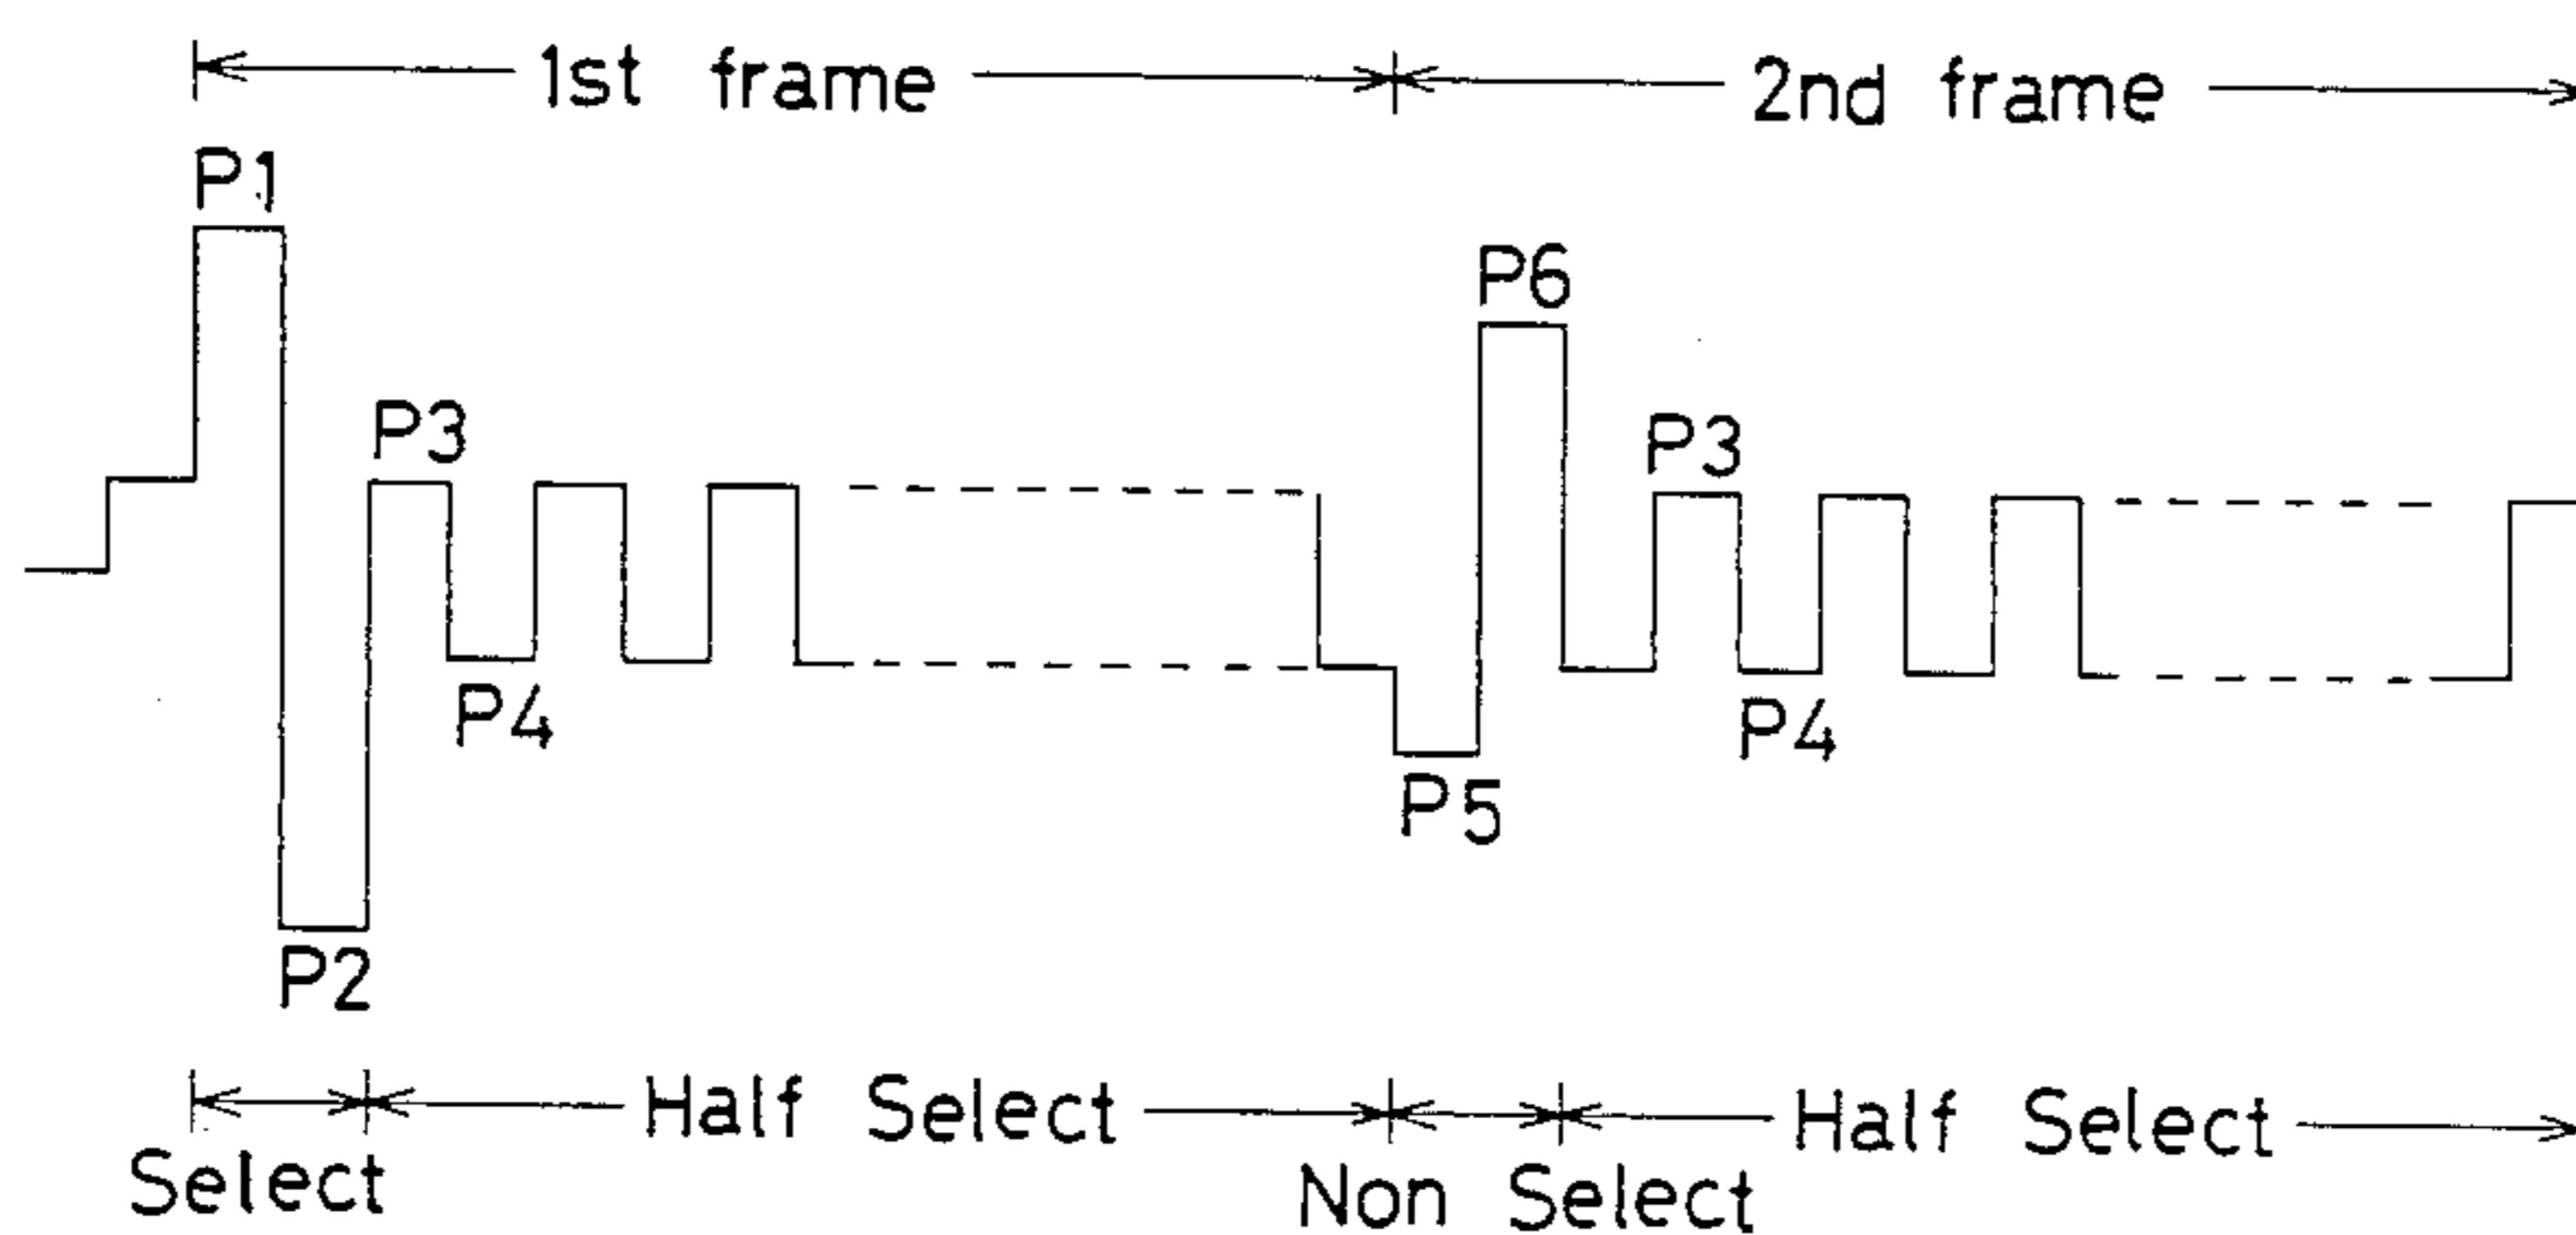 1st frame 2nd frame
P1
P6
P3 P3
P4 P4
P5
P2
Half Select Half Select
Select Non Select